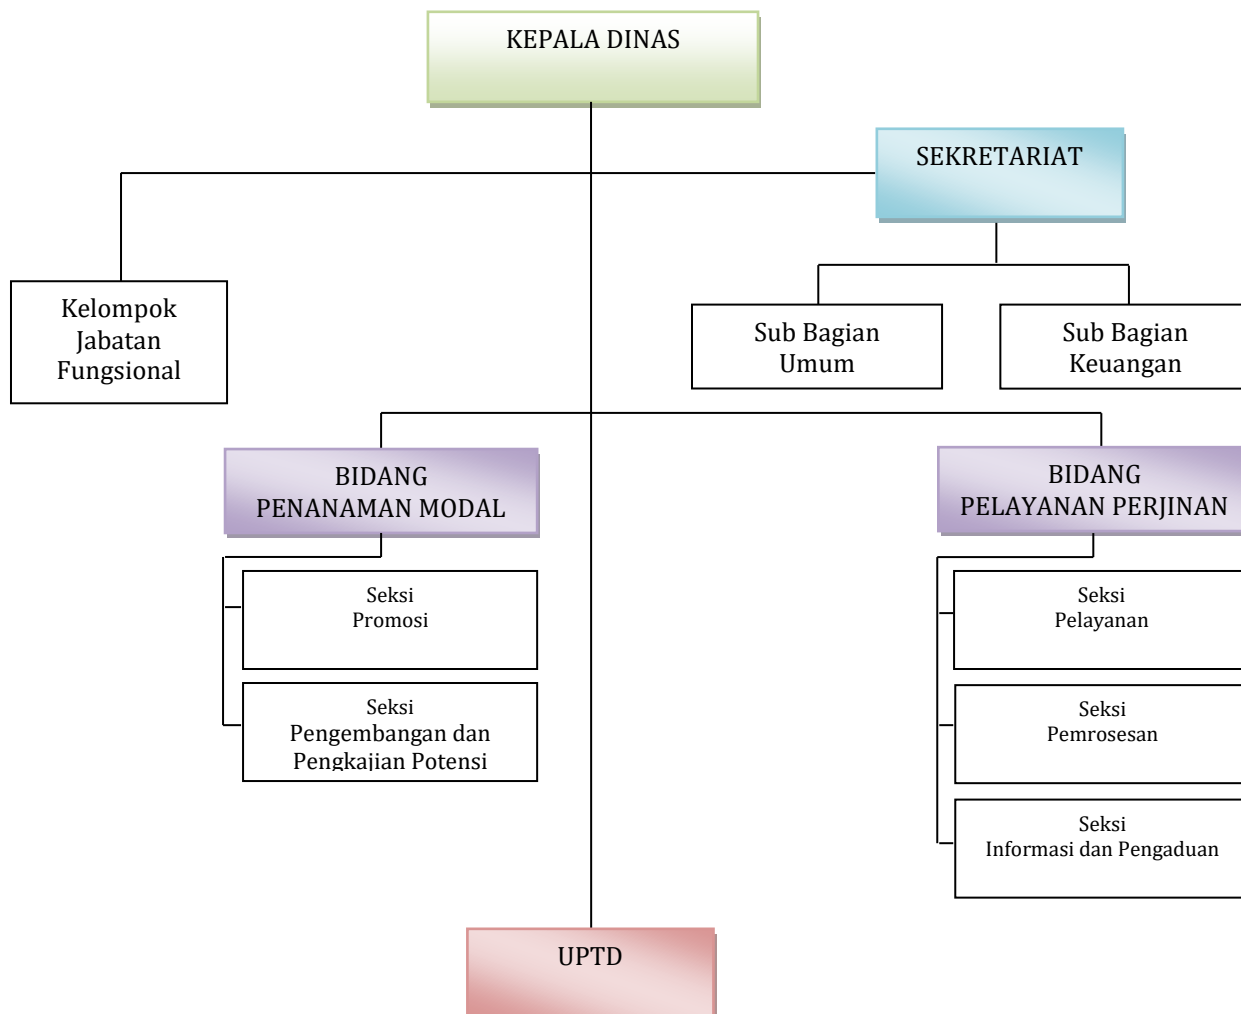 KEPALA DINAS
SEKRETARIAT
Kelompok
Jabatan
Fungsional
Sub Bagian
Umum
Sub Bagian
Keuangan
BIDANG
PENANAMAN MODAL
BIDANG
PELAYANAN PERJINAN
Seksi
Promosi
Seksi
Pengembangan dan
Pengkajian Potensi
Seksi
Pelayanan
Seksi
Pemrosesan
Seksi
Informasi dan Pengaduan
UPTD